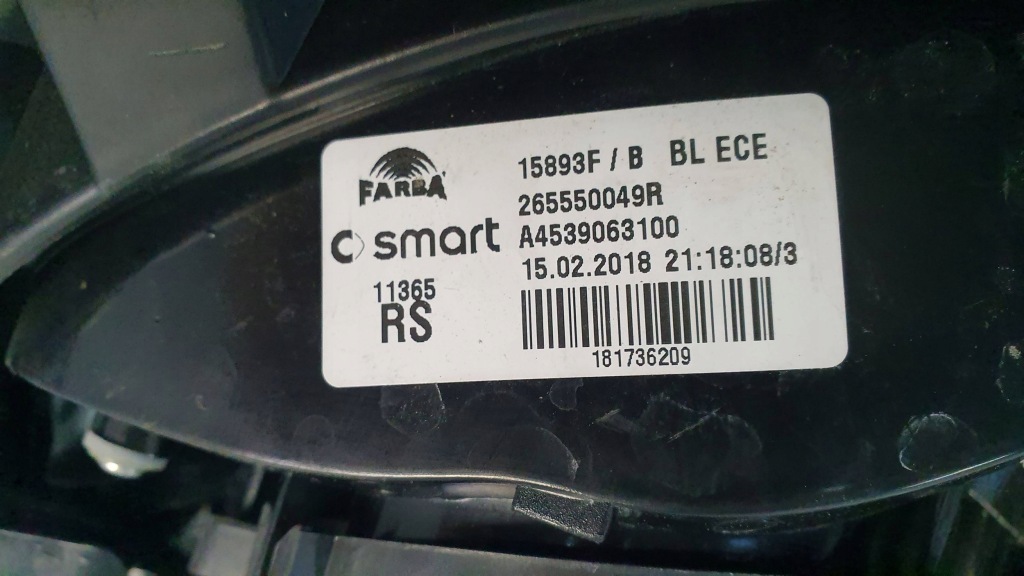 FARBA
smart
11365
RS
15893F / B BL ECE
265550049R
A4539063100
15.02.2018 21:18:08/3
181736209